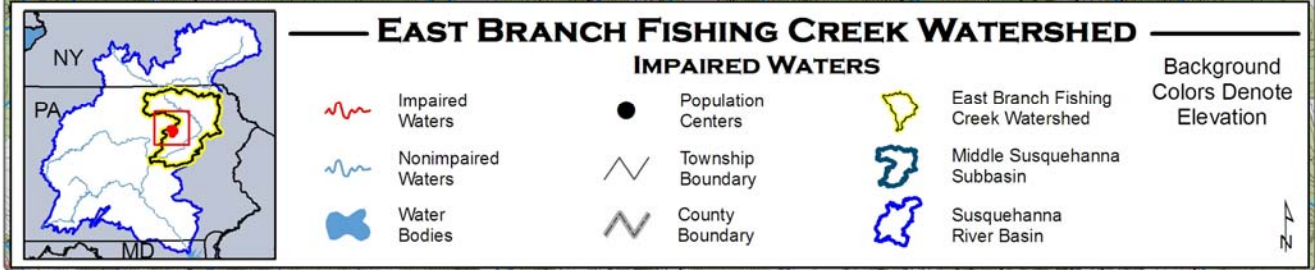 NY
PA
MD
EAST BRANCH FISHING CREEK WATERSHED
IMPAIRED WATERS
Impaired
Waters
Nonimpaired
Waters
Water
Bodies
Population
Centers
Township
Boundary
County
Boundary
East Branch Fishing
Creek Watershed
Middle Susquehanna
Subbasin
Susquehanna
River Basin
Background
Colors Denote
Elevation
N